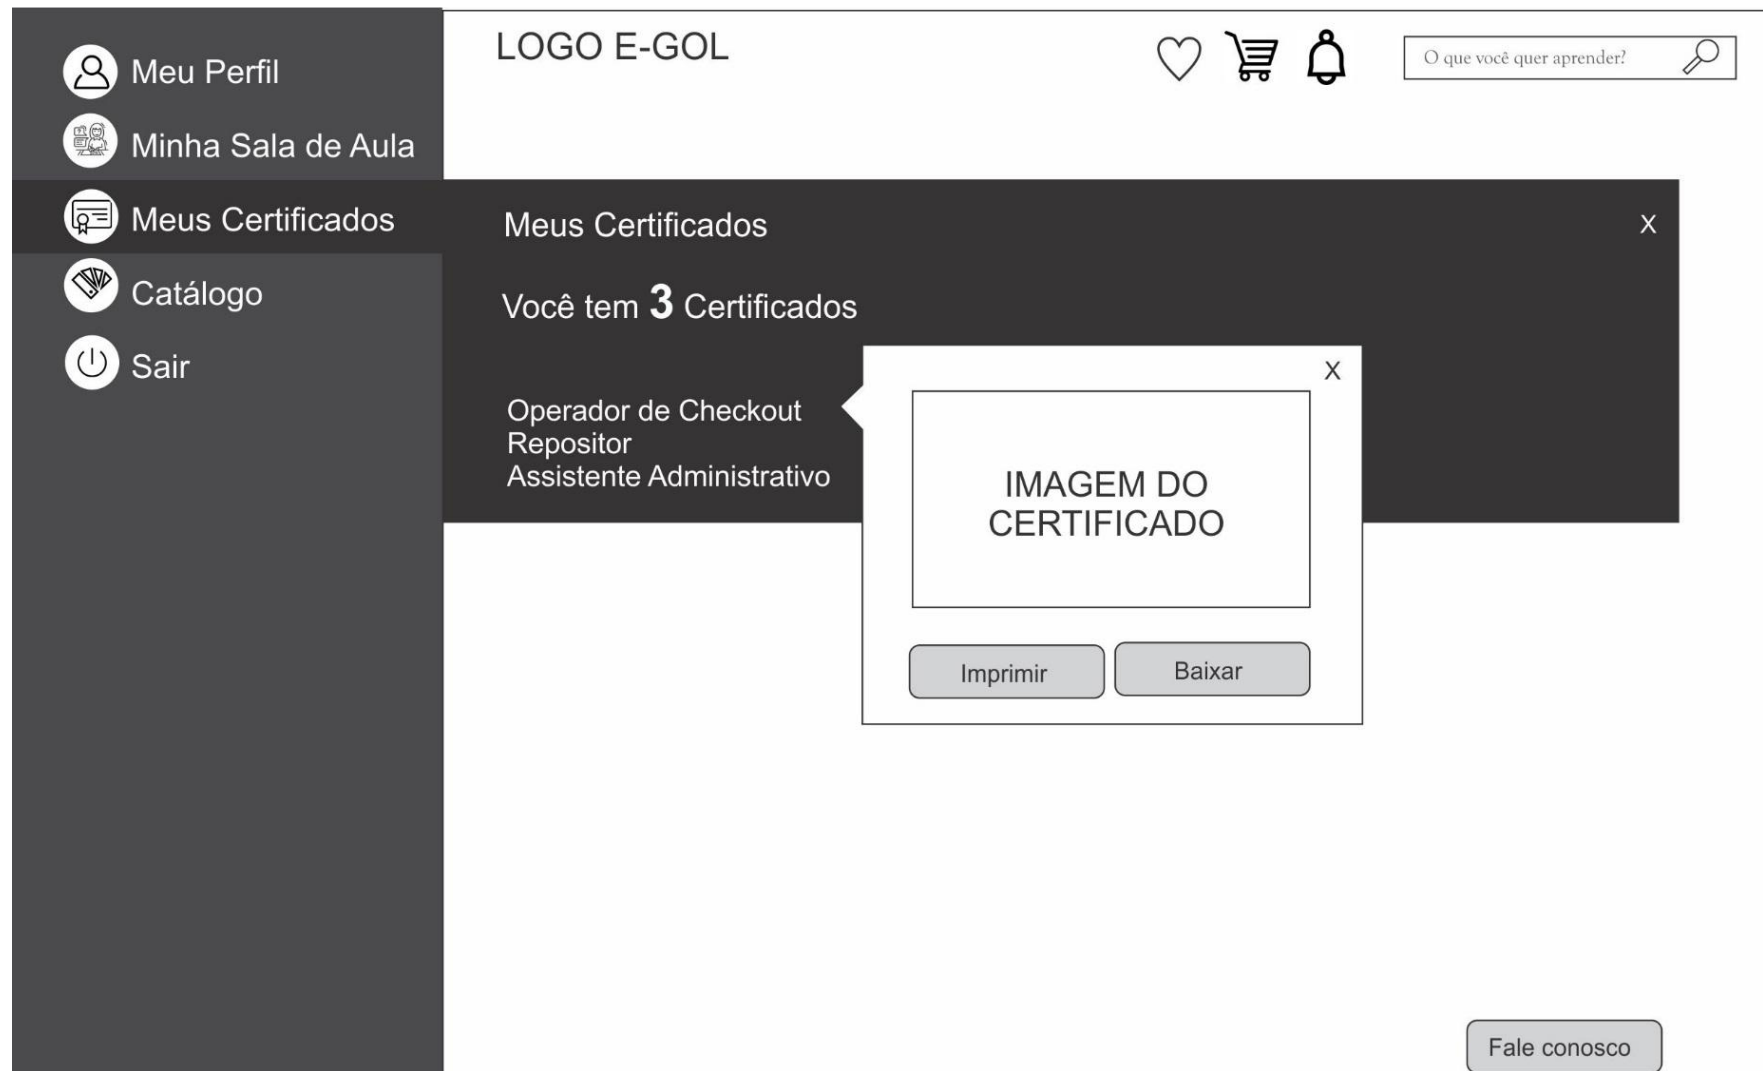 Meu Perfil
Minha Sala de Aula
Meus Certificados
Catálogo
Sair
LOGO E-GOL
O que você quer aprender?
Meus Certificados
X
Você tem 3 Certificados
Operador de Checkout
Repositor
Assistente Administrativo
X
IMAGEM DO
CERTIFICADO
Imprimir
Baixar
Fale conosco